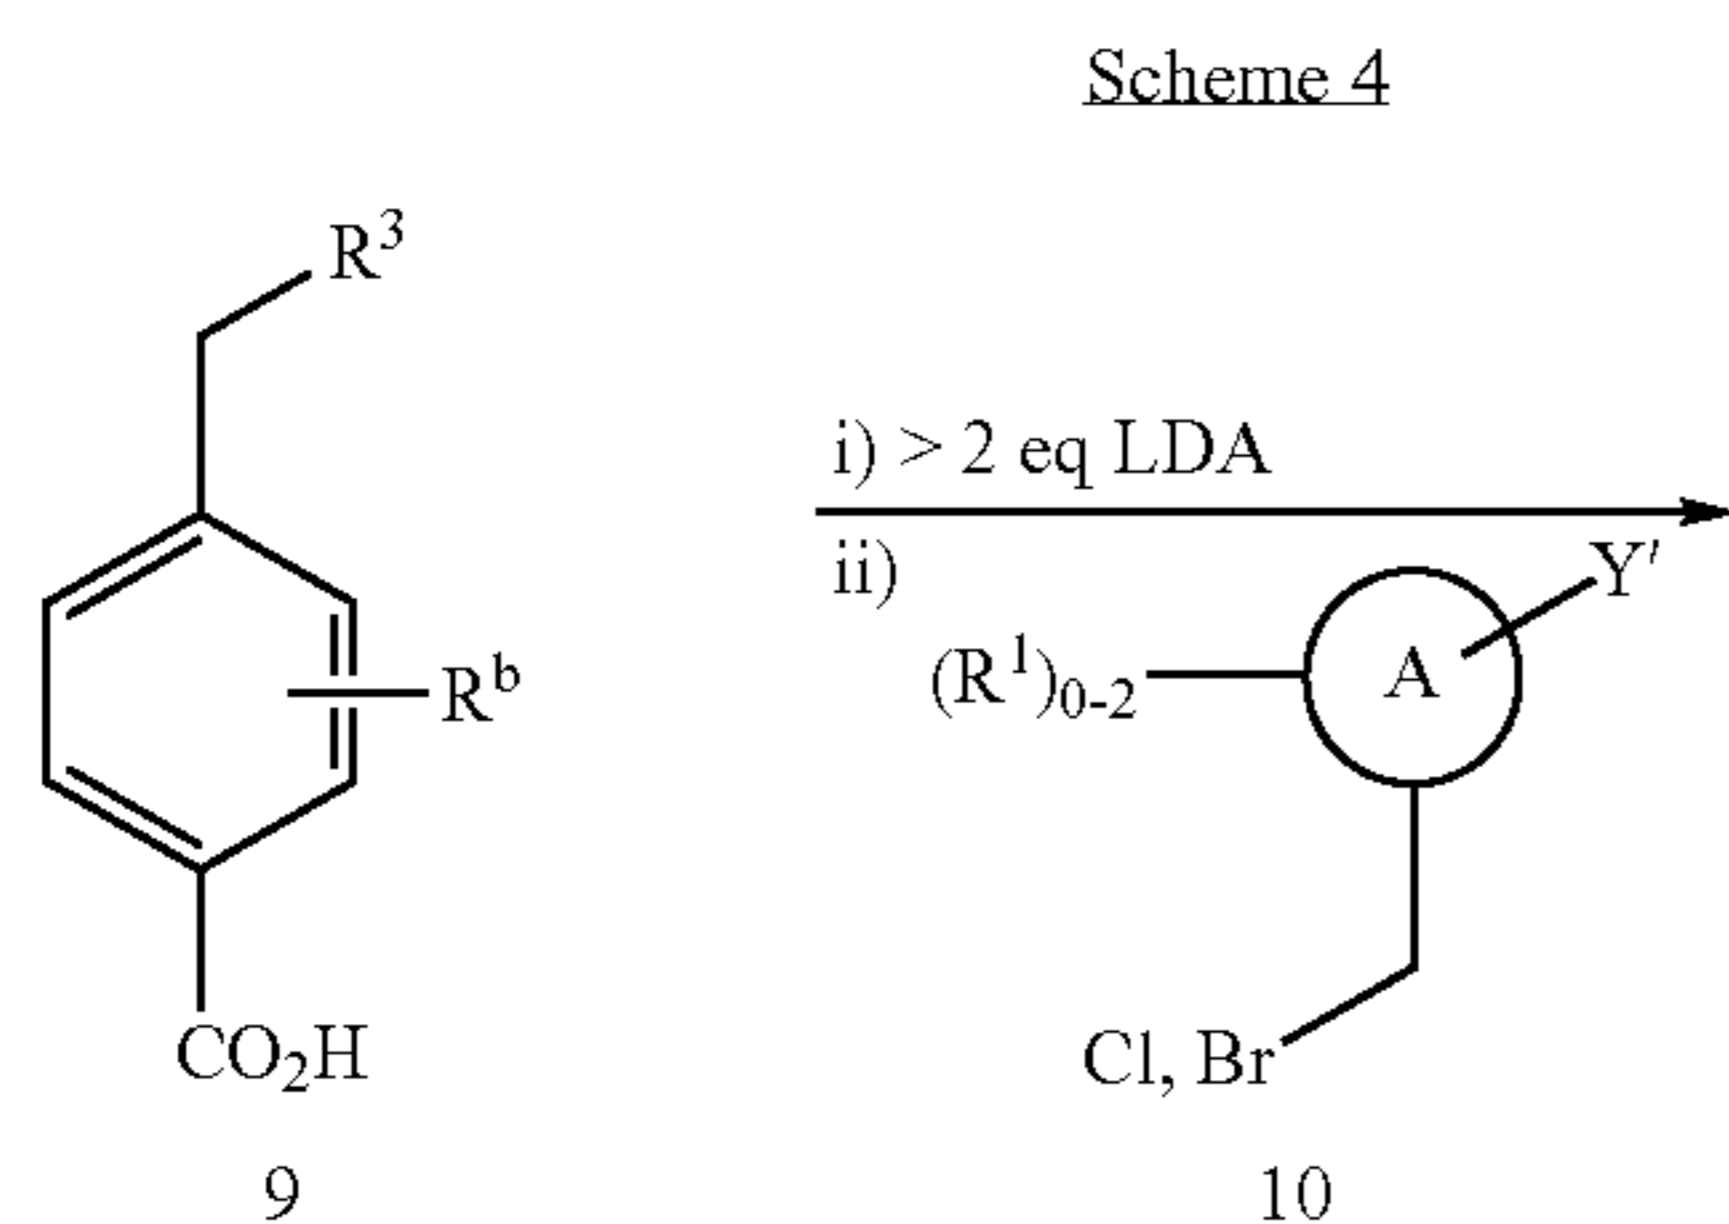 Scheme 4
R³
i) > 2 eq LDA
ii)
Y'
(R¹)₀₋₂
A
Rᵇ
CO₂H
Cl, Br
9
10